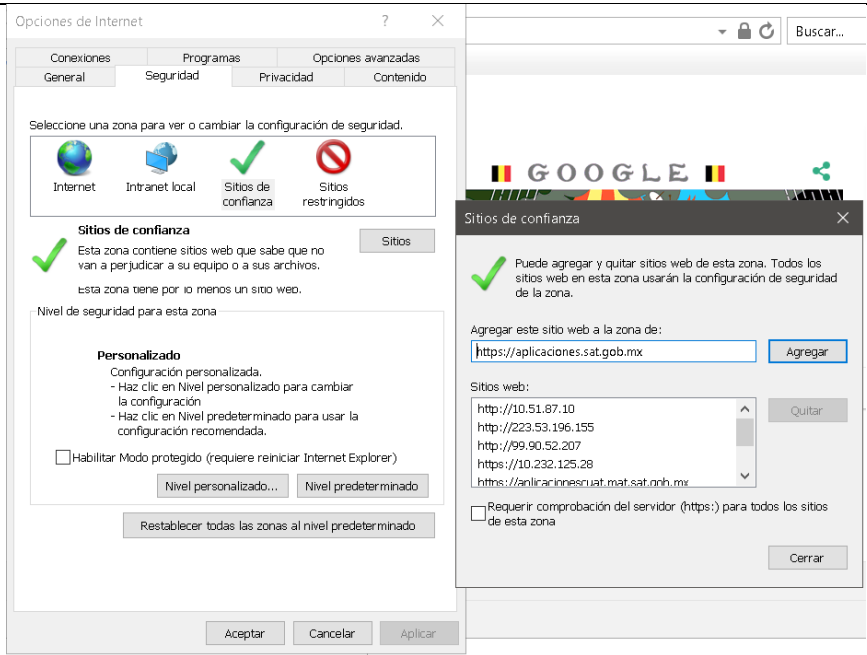 Opciones de Internet
Conexiones
Programas
Opciones avanzadas
General
Seguridad
Privacidad
Contenido
Seleccione una zona para ver o cambiar la configuración de seguridad.
Internet
Intranet local
Sitios de
confianza
Sitios
restringidos
Sitios de confianza
Esta zona contiene sitios web que sabe que no
van a perjudicar a su equipo o a sus archivos.
Esta zona tiene por lo menos un sitio web.
Sitios
Nivel de seguridad para esta zona
Personalizado
Configuración personalizada.
- Haz clic en Nivel personalizado para cambiar
la configuración
- Haz clic en Nivel predeterminado para usar la
configuración recomendada.
Habilitar Modo protegido (requiere reiniciar Internet Explorer)
Nivel personalizado...
Nivel predeterminado
Restablecer todas las zonas al nivel predeterminado
Aceptar
Cancelar
Aplicar
Buscar...
GOOGLE
Sitios de confianza
Puede agregar y quitar sitios web de esta zona. Todos los
sitios web en esta zona usarán la configuración de seguridad
de la zona.
Agregar este sitio web a la zona de:
https://aplicaciones.sat.gob.mx
Agregar
Sitios web:
http://10.51.87.10
http://223.53.196.155
http://99.90.52.207
https://10.232.125.28
https://aplicacionescuat.mat.sat.gob.mx
Quitar
Requerir comprobación del servidor (https:) para todos los sitios
de esta zona
Cerrar